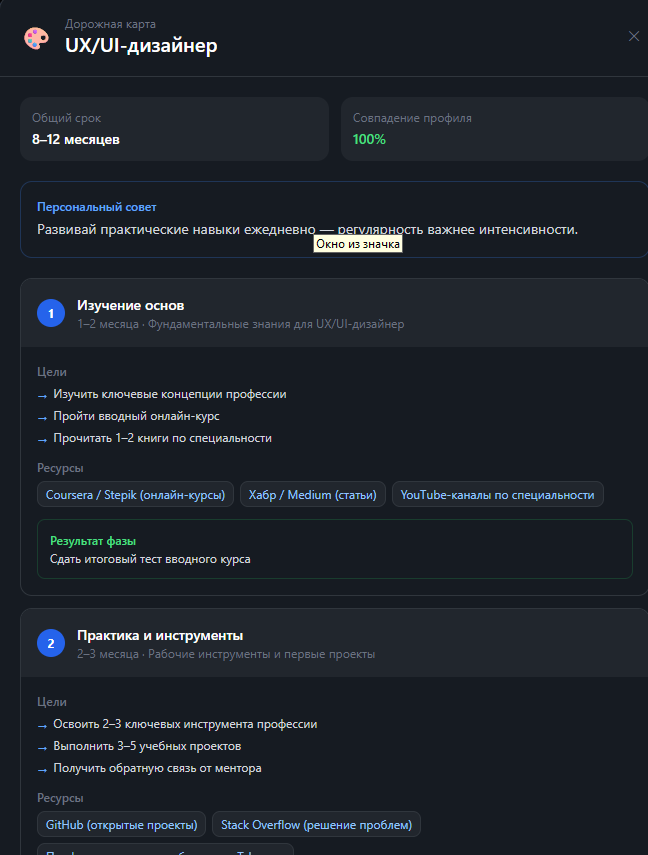 Дорожная карта
UX/UI-дизайнер
Общий срок
8–12 месяцев
Совпадение профиля
100%
Персональный совет
Развивай практические навыки ежедневно — регулярность важнее интенсивности.
Окно из значка
1
Изучение основ
1–2 месяца · Фундаментальные знания для UX/UI-дизайнер
Цели
→ Изучить ключевые концепции профессии
→ Пройти вводный онлайн-курс
→ Прочитать 1–2 книги по специальности
Ресурсы
Coursera / Stepik (онлайн-курсы)
Хабр / Medium (статьи)
YouTube-каналы по специальности
Результат фазы
Сдать итоговый тест вводного курса
2
Практика и инструменты
2–3 месяца · Рабочие инструменты и первые проекты
Цели
→ Освоить 2–3 ключевых инструмента профессии
→ Выполнить 3–5 учебных проектов
→ Получить обратную связь от ментора
Ресурсы
GitHub (открытые проекты)
Stack Overflow (решение проблем)